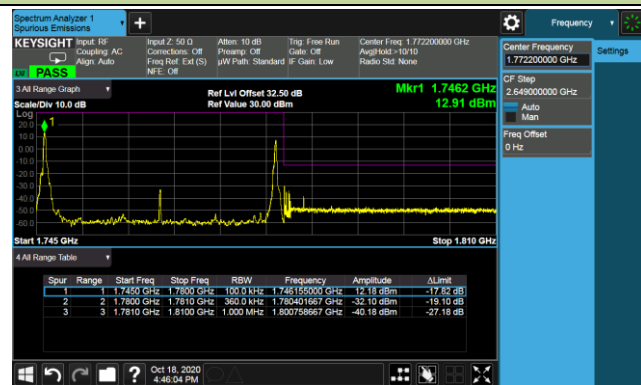 Spectrum Analyzer 1
Spurious Emissions
+
Frequency
KEYSIGHT
Input: RF
Coupling: AC
Align: Auto
Input Z: 50 Ω
Corrections: Off
Freq Ref: Ext (S)
NFE: Off
Atten: 10 dB
Preamp: Off
µW Path: Standard
Trig: Free Run
Gate: Off
IF Gain: Low
Center Freq: 1.772200000 GHz
Avg|Hold:>10/10
Radio Std: None
PASS
Center Frequency
1.772200000 GHz
Settings
CF Step
2.649000000 GHz
Auto
Man
Freq Offset
0 Hz
3 All Range Graph
Scale/Div 10.0 dB
Ref Lvl Offset 32.50 dB
Ref Value 30.00 dBm
Mkr1 1.7462 GHz
12.91 dBm
Log
1
20.0
10.0
0.00
-10.0
-20.0
-30.0
-40.0
-50.0
-60.0
Start 1.745 GHz
Stop 1.810 GHz
4 All Range Table
Spur Range Start Freq Stop Freq RBW Frequency Amplitude ΔLimit
1 1 1.7450 GHz 1.7800 GHz 100.0 kHz 1.746155000 GHz 12.18 dBm -17.82 dB
2 2 1.7800 GHz 1.7810 GHz 360.0 kHz 1.780401667 GHz -32.10 dBm -19.10 dB
3 3 1.7810 GHz 1.8100 GHz 1.000 MHz 1.800758667 GHz -40.18 dBm -27.18 dB
?
Oct 18, 2020
4:46:04 PM